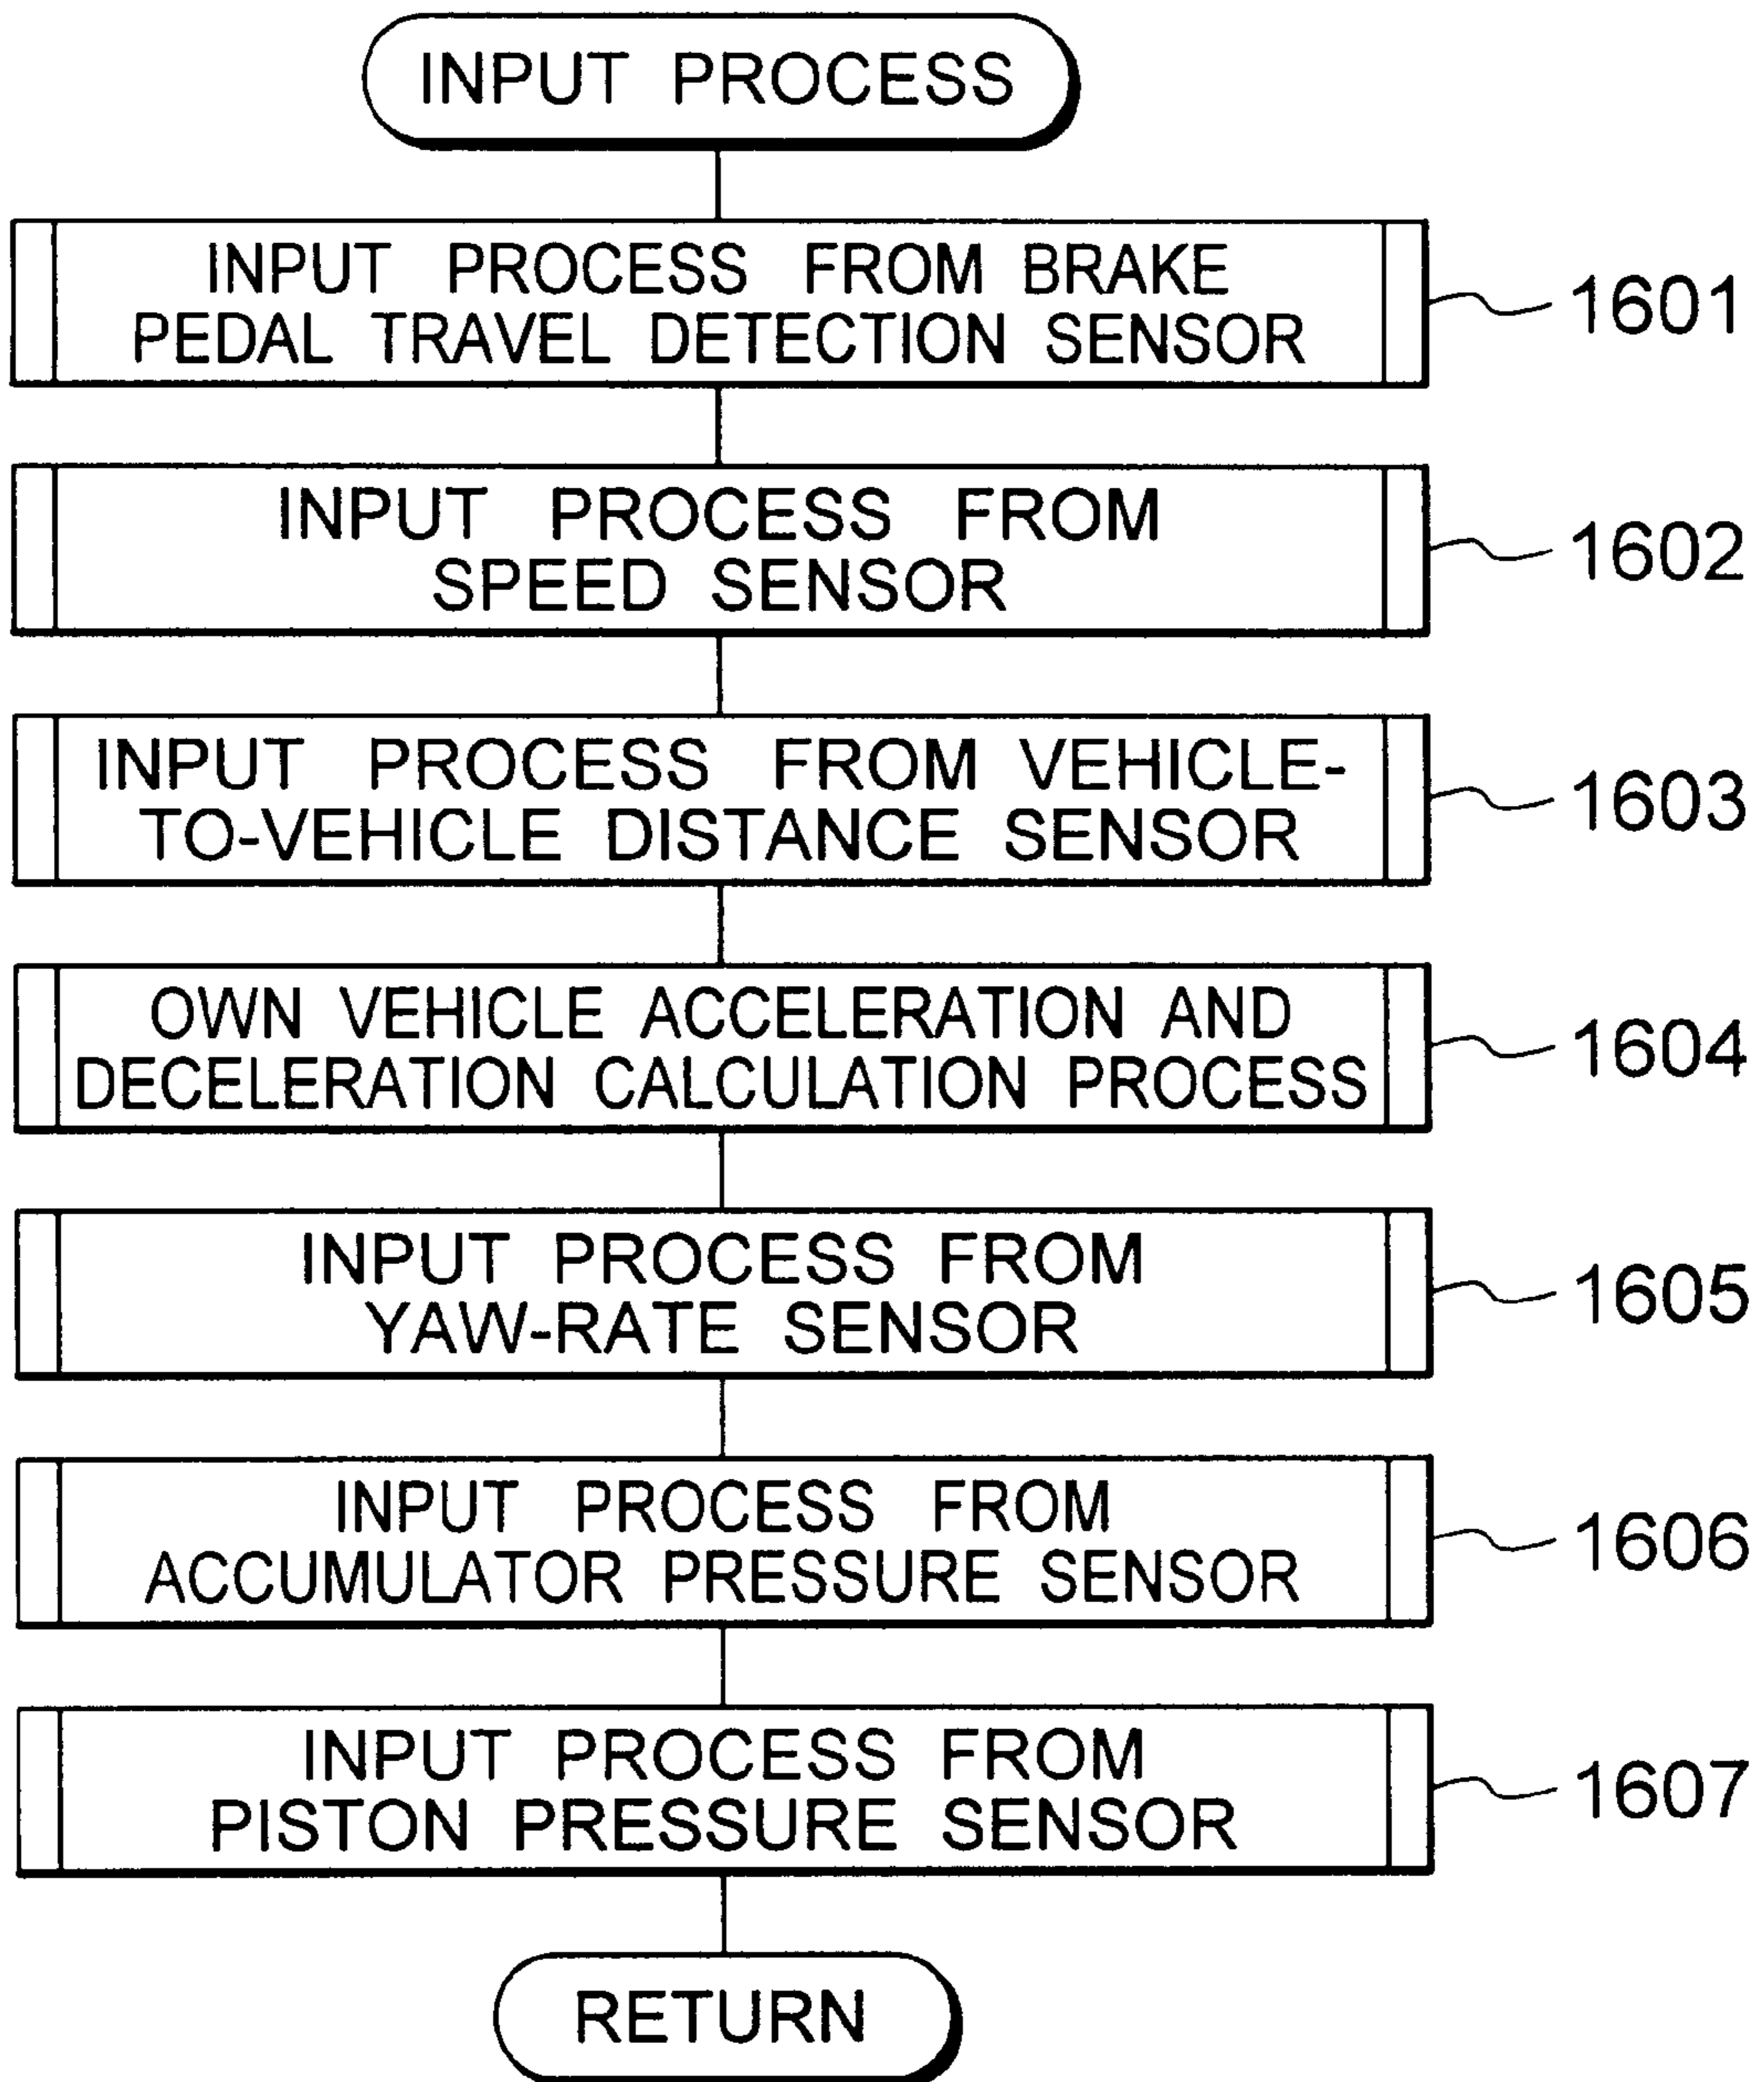 INPUT PROCESS
INPUT PROCESS FROM BRAKE
PEDAL TRAVEL DETECTION SENSOR
1601
INPUT PROCESS FROM
SPEED SENSOR
1602
INPUT PROCESS FROM VEHICLE-
TO-VEHICLE DISTANCE SENSOR
1603
OWN VEHICLE ACCELERATION AND
DECELERATION CALCULATION PROCESS
1604
INPUT PROCESS FROM
YAW-RATE SENSOR
1605
INPUT PROCESS FROM
ACCUMULATOR PRESSURE SENSOR
1606
INPUT PROCESS FROM
PISTON PRESSURE SENSOR
1607
RETURN